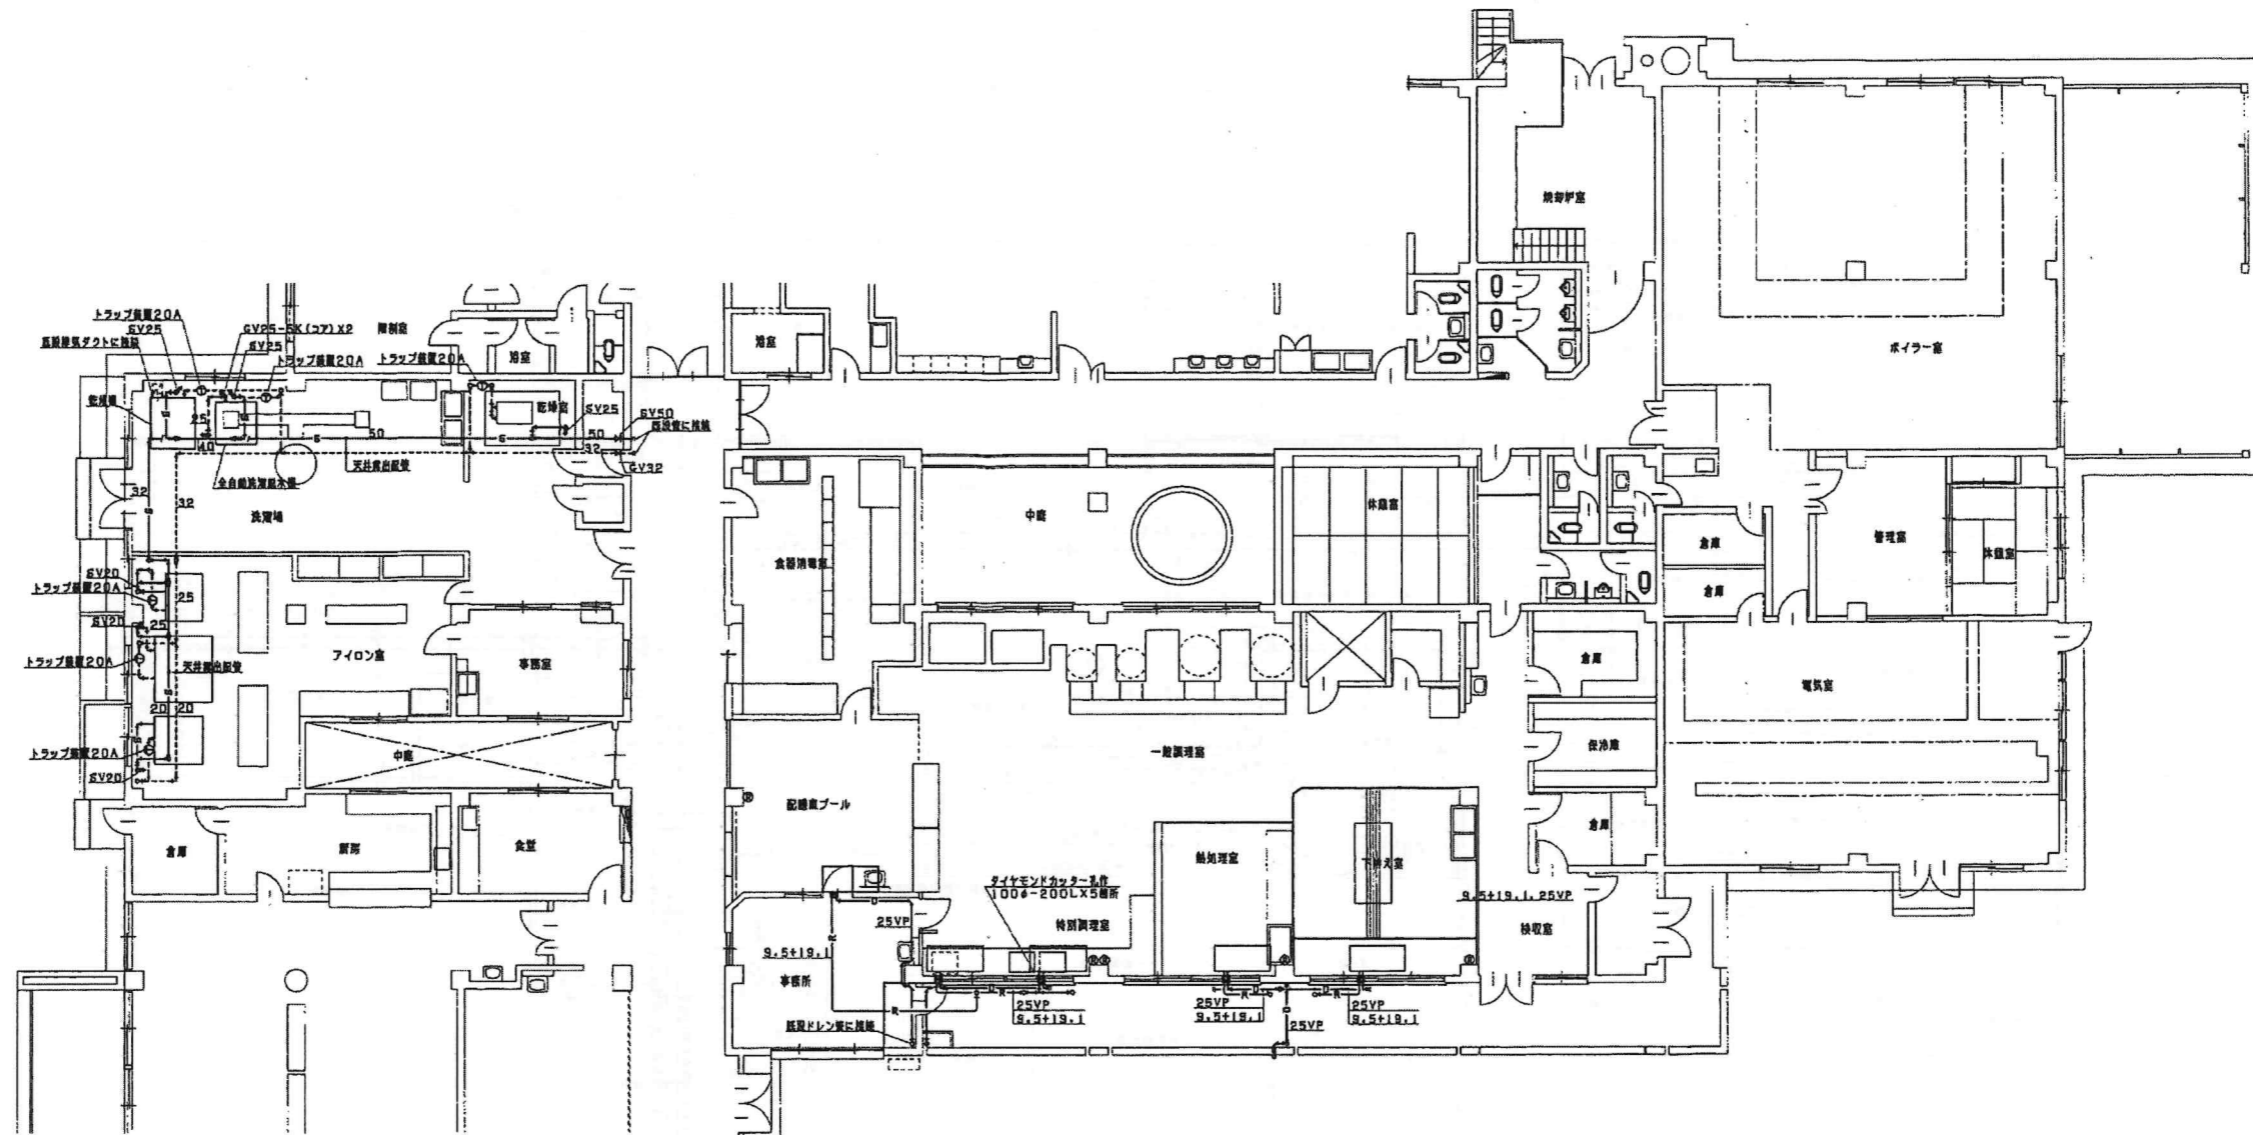 焼却炉室
ボイラー室
トラップ装置20A
SV25
GV25-5K(コア)X2
既設排気ダクトに接続
SV25
トラップ装置20A
トラップ装置20A
浴室
浴室
乾燥機
25
40
50
乾燥室
SV25
SV50
50
既設管に接続
32
GV32
全自動洗濯脱水機
天井露出配管
32
32
洗濯場
食器消毒室
中庭
休憩室
倉庫
倉庫
管理室
休憩室
SV20
トラップ装置20A
25
SV20
25
トラップ装置20A
天井露出配管
アイロン室
事務室
20
20
トラップ装置20A
SV20
中庭
倉庫
電気室
一般調理室
保冷庫
配膳車プール
倉庫
倉庫
厨房
食堂
熱処理室
下拵え室
ダイヤモンドカッター孔作
100φ-200LX5箇所
9.5+19.1, 25VP
25VP
特別調理室
検収室
9.5+19.1
事務所
25VP
9.5+19.1
25VP
9.5+19.1
25VP
9.5+19.1
25VP
既設ドレン管に接続